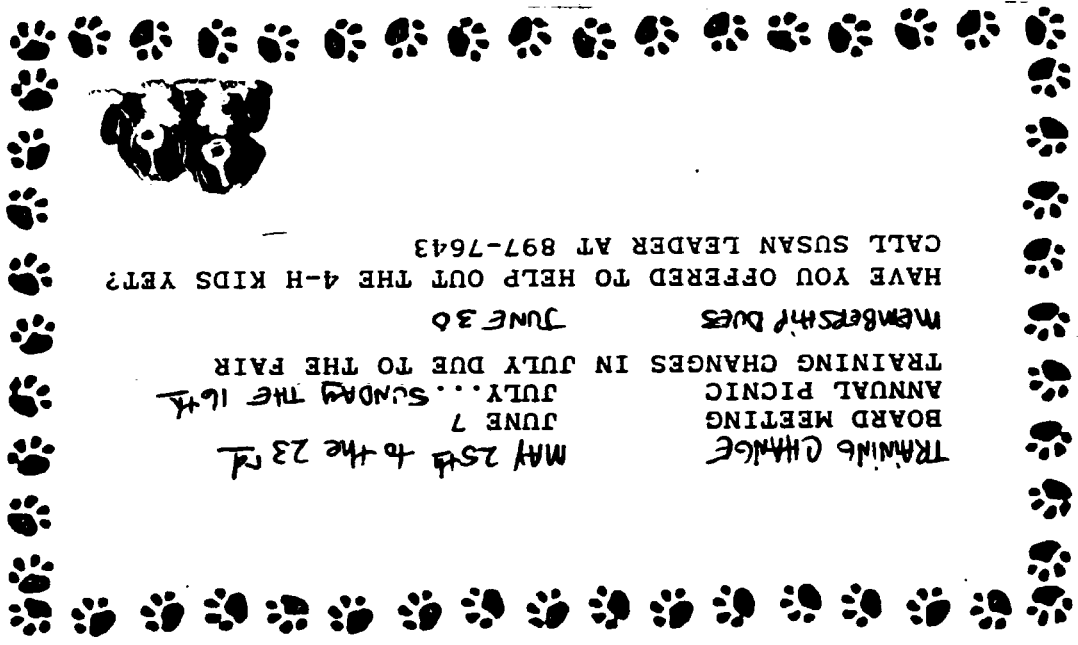 TRAINING CHANGE MAY 25th to the 23rd
BOARD MEETING JUNE 7
ANNUAL PICNIC JULY....SUNDAY THE 16th
TRAINING CHANGES IN JULY DUE TO THE FAIR
MEMBERSHIP DUES JUNE 30
HAVE YOU OFFERED TO HELP OUT THE 4-H KIDS YET?
CALL SUSAN LEADER AT 897-7643